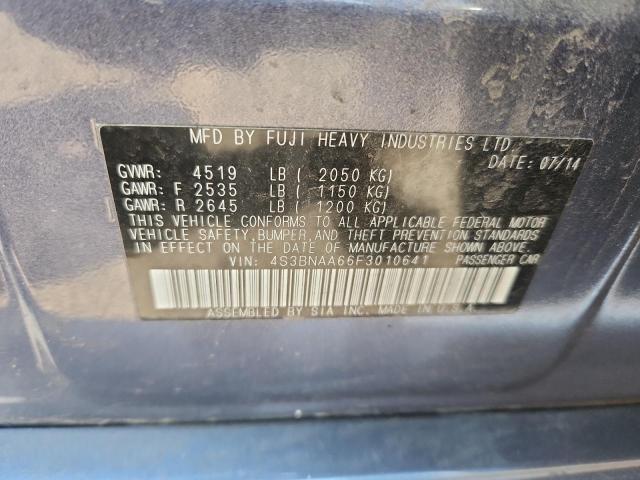 MFD BY FUJI HEAVY INDUSTRIES LTD
DATE: 07/14
GVWR: 4519 LB ( 2050 KG)
GAWR: F 2535 LB ( 1150 KG)
GAWR: R 2645 LB ( 1200 KG)
THIS VEHICLE CONFORMS TO ALL APPLICABLE FEDERAL MOTOR
VEHICLE SAFETY, BUMPER, AND THEFT PREVENTION STANDARDS
IN EFFECT ON THE DATE OF MANUFACTURE SHOWN ABOVE.
VIN: 4S3BNAA66F3010641 PASSENGER CAR
ASSEMBLED BY SIA INC. MADE IN U.S.A.